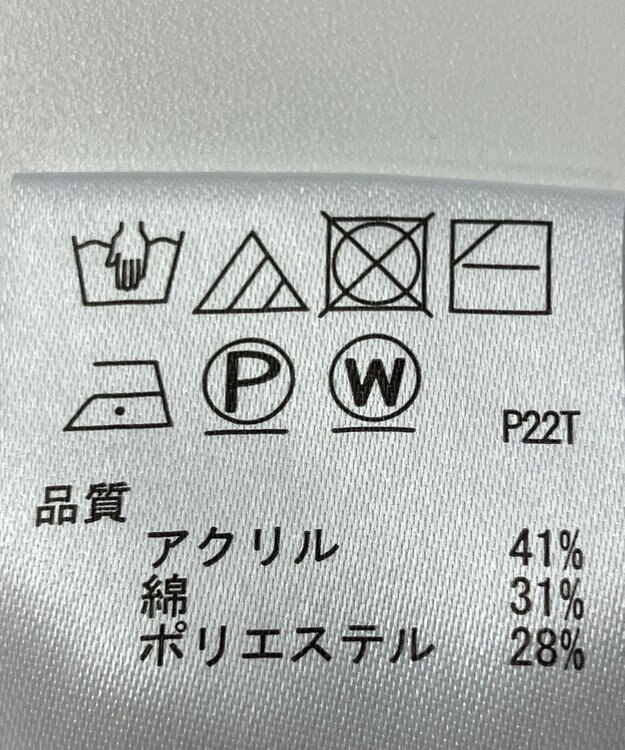 P W
P22T
品質
アクリル 41%
綿 31%
ポリエステル 28%